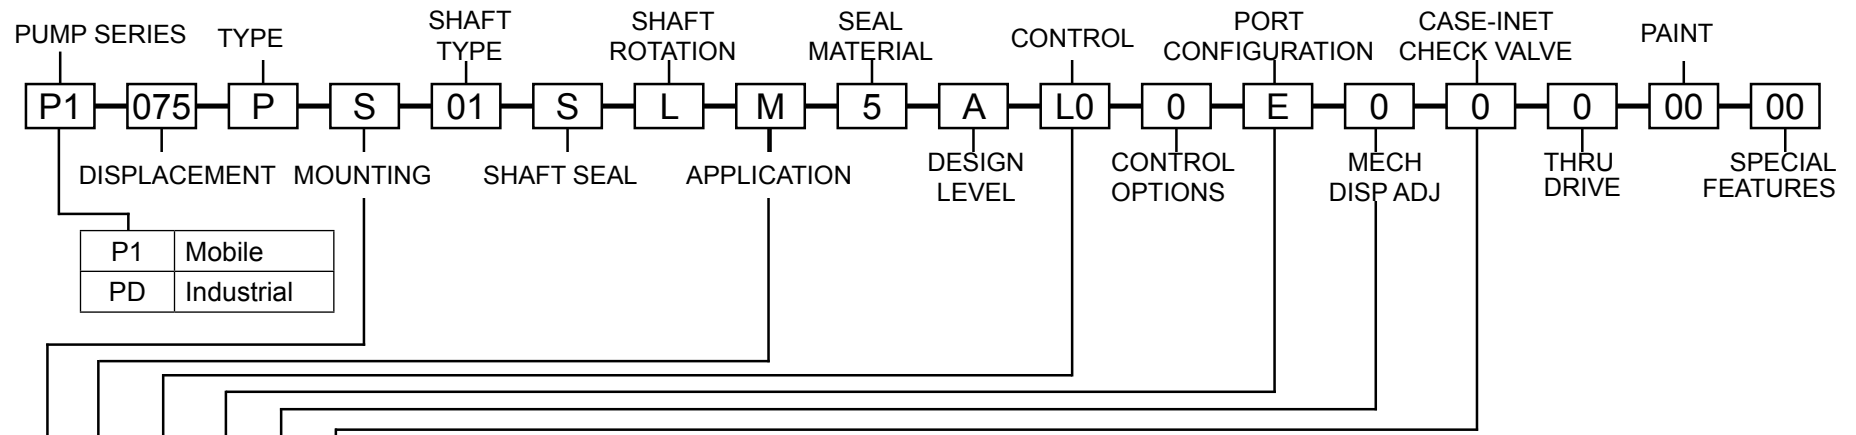 PUMP SERIES
TYPE
SHAFT
TYPE
SHAFT
ROTATION
SEAL
MATERIAL
CONTROL
PORT
CONFIGURATION
CASE-INET
CHECK VALVE
PAINT
P1 075 P S 01 S L M 5 A L0 0 E 0 0 0 00 00
DISPLACEMENT
MOUNTING
SHAFT SEAL
APPLICATION
DESIGN
LEVEL
CONTROL
OPTIONS
MECH
DISP ADJ
THRU
DRIVE
SPECIAL
FEATURES
P1 Mobile
PD Industrial